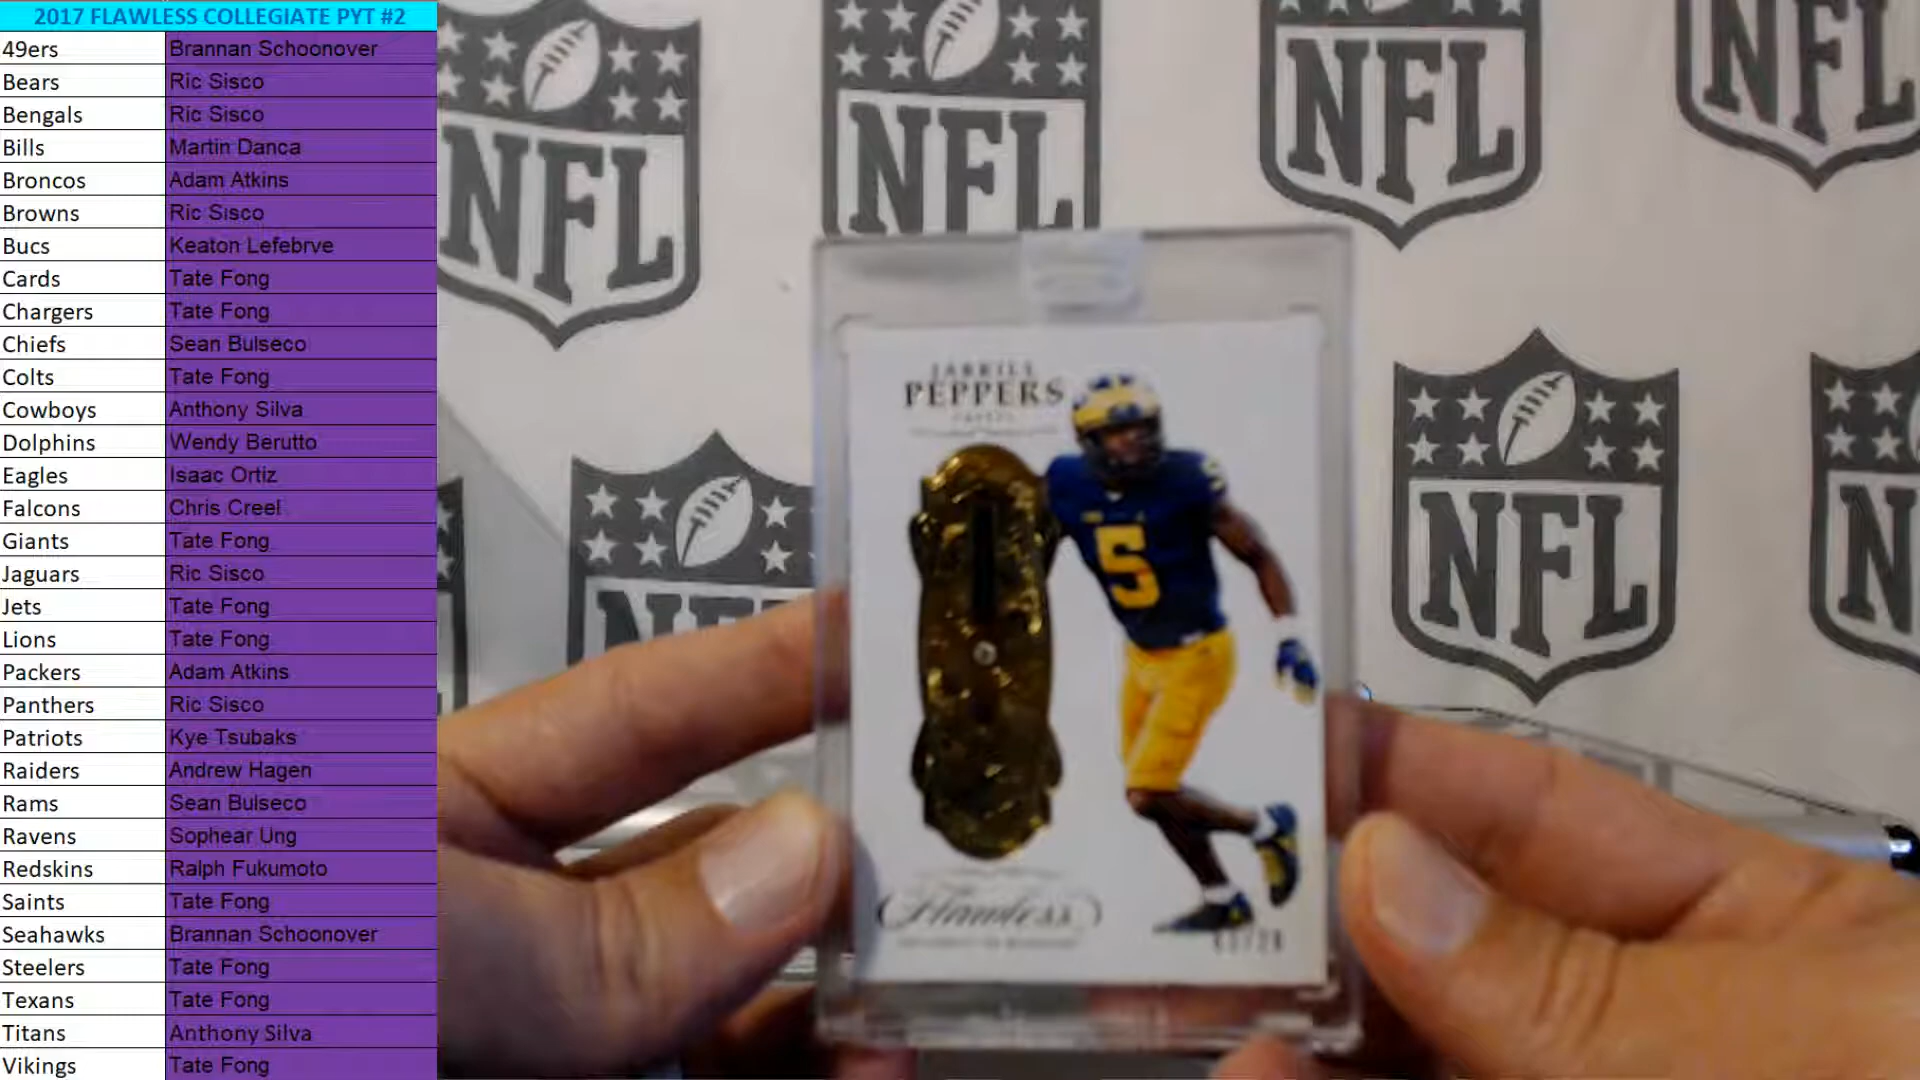 2017 FLAWLESS COLLEGIATE PYT #2
49ers Brannan Schoonover
Bears Ric Sisco
Bengals Ric Sisco
Bills Martin Danca
Broncos Adam Atkins
Browns Ric Sisco
Bucs Keaton Lefebrve
Cards Tate Fong
Chargers Tate Fong
Chiefs Sean Bulseco
Colts Tate Fong
Cowboys Anthony Silva
Dolphins Wendy Berutto
Eagles Isaac Ortiz
Falcons Chris Creel
Giants Tate Fong
Jaguars Ric Sisco
Jets Tate Fong
Lions Tate Fong
Packers Adam Atkins
Panthers Ric Sisco
Patriots Kye Tsubaks
Raiders Andrew Hagen
Rams Sean Bulseco
Ravens Sophear Ung
Redskins Ralph Fukumoto
Saints Tate Fong
Seahawks Brannan Schoonover
Steelers Tate Fong
Texans Tate Fong
Titans Anthony Silva
Vikings Tate Fong
NFL
NFL
NFL
NFL
NFL
NFL
NFL
NFL
JABRILL
PEPPERS
5
Flawless